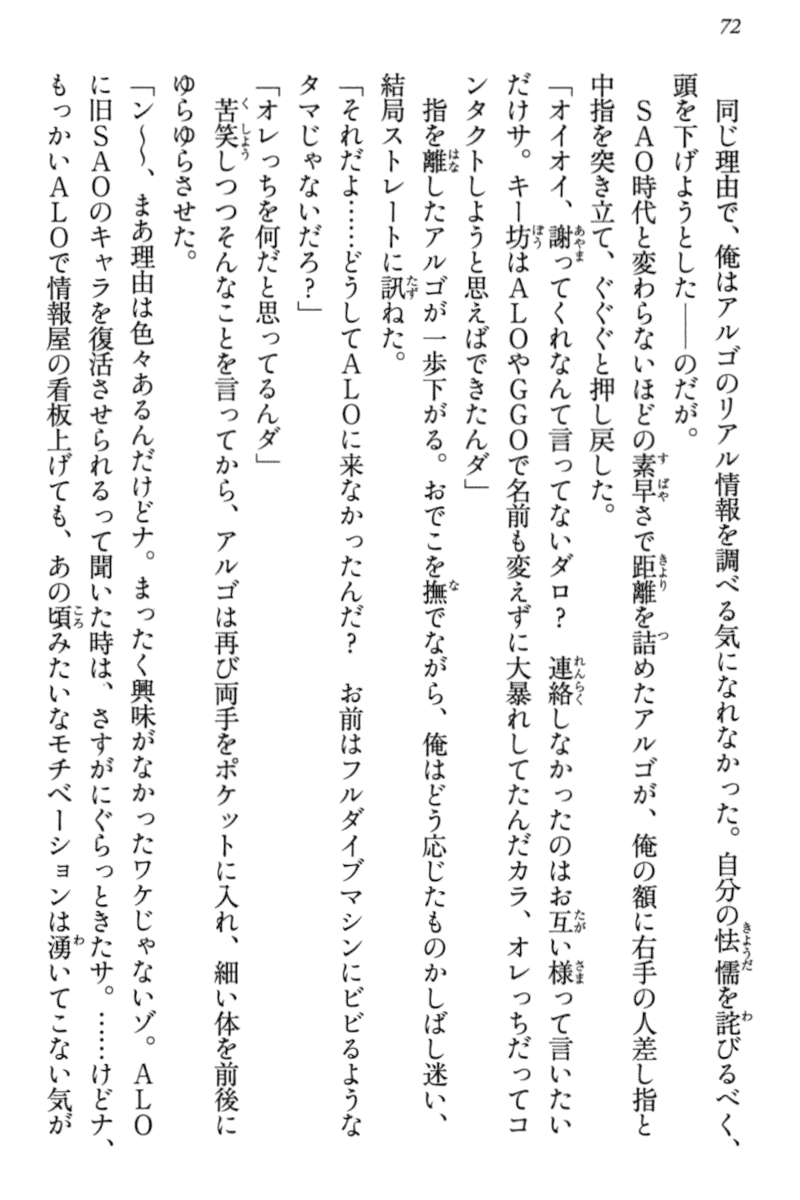 72
同じ理由で、俺はアルゴのリアル情報を調べる気になれなかった。自分の怯懦を詫びるべく、
頭を下げようとした――のだが。
ＳＡＯ時代と変わらないほどの素早さで距離を詰めたアルゴが、俺の額に右手の人差し指と
中指を突き立て、ぐぐぐと押し戻した。
「オイオイ、謝ってくれなんて言ってないダロ？　連絡しなかったのはお互い様って言いたい
だけサ。キー坊はＡＬＯやＧＧＯで名前も変えずに大暴れしてたんだカラ、オレっちだってコ
ンタクトしようと思えばできたんダ」
指を離したアルゴが一歩下がる。おでこを撫でながら、俺はどう応じたものかしばし迷い、
結局ストレートに訊ねた。
「それだよ……どうしてＡＬＯに来なかったんだ？　お前はフルダイブマシンにビビるような
タマじゃないだろ？」
「オレっちを何だと思ってるんダ」
苦笑しつつそんなことを言ってから、アルゴは再び両手をポケットに入れ、細い体を前後に
ゆらゆらさせた。
「ン～～、まあ理由は色々あるんだけどナ。まったく興味がなかったワケじゃないゾ。ＡＬＯ
に旧ＳＡＯのキャラを復活させられるって聞いた時は、さすがにぐらっときたサ。……けどナ、
もっかいＡＬＯで情報屋の看板上げても、あの頃みたいなモチベーションは湧いてこない気が